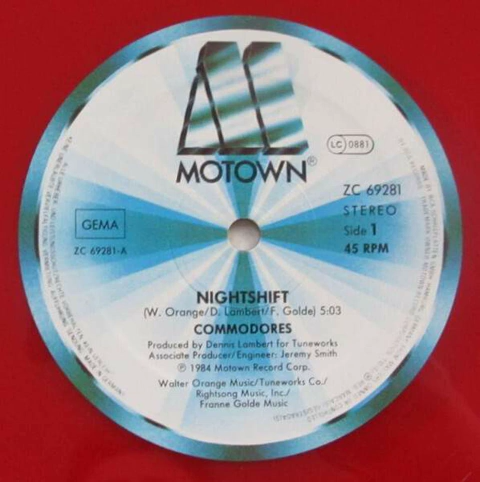 MOTOWN®
LC 0881
ZC 69281
STEREO
Side 1
45 RPM
GEMA
ZC 69281-A
NIGHTSHIFT
(W. Orange/D. Lambert/F. Golde) 5:03
COMMODORES
Produced by Dennis Lambert for Tuneworks
Associate Producer/Engineer: Jeremy Smith
℗ 1984 Motown Record Corp.
Walter Orange Music/Tuneworks Co./
Rightsong Music, Inc./
Franne Golde Music